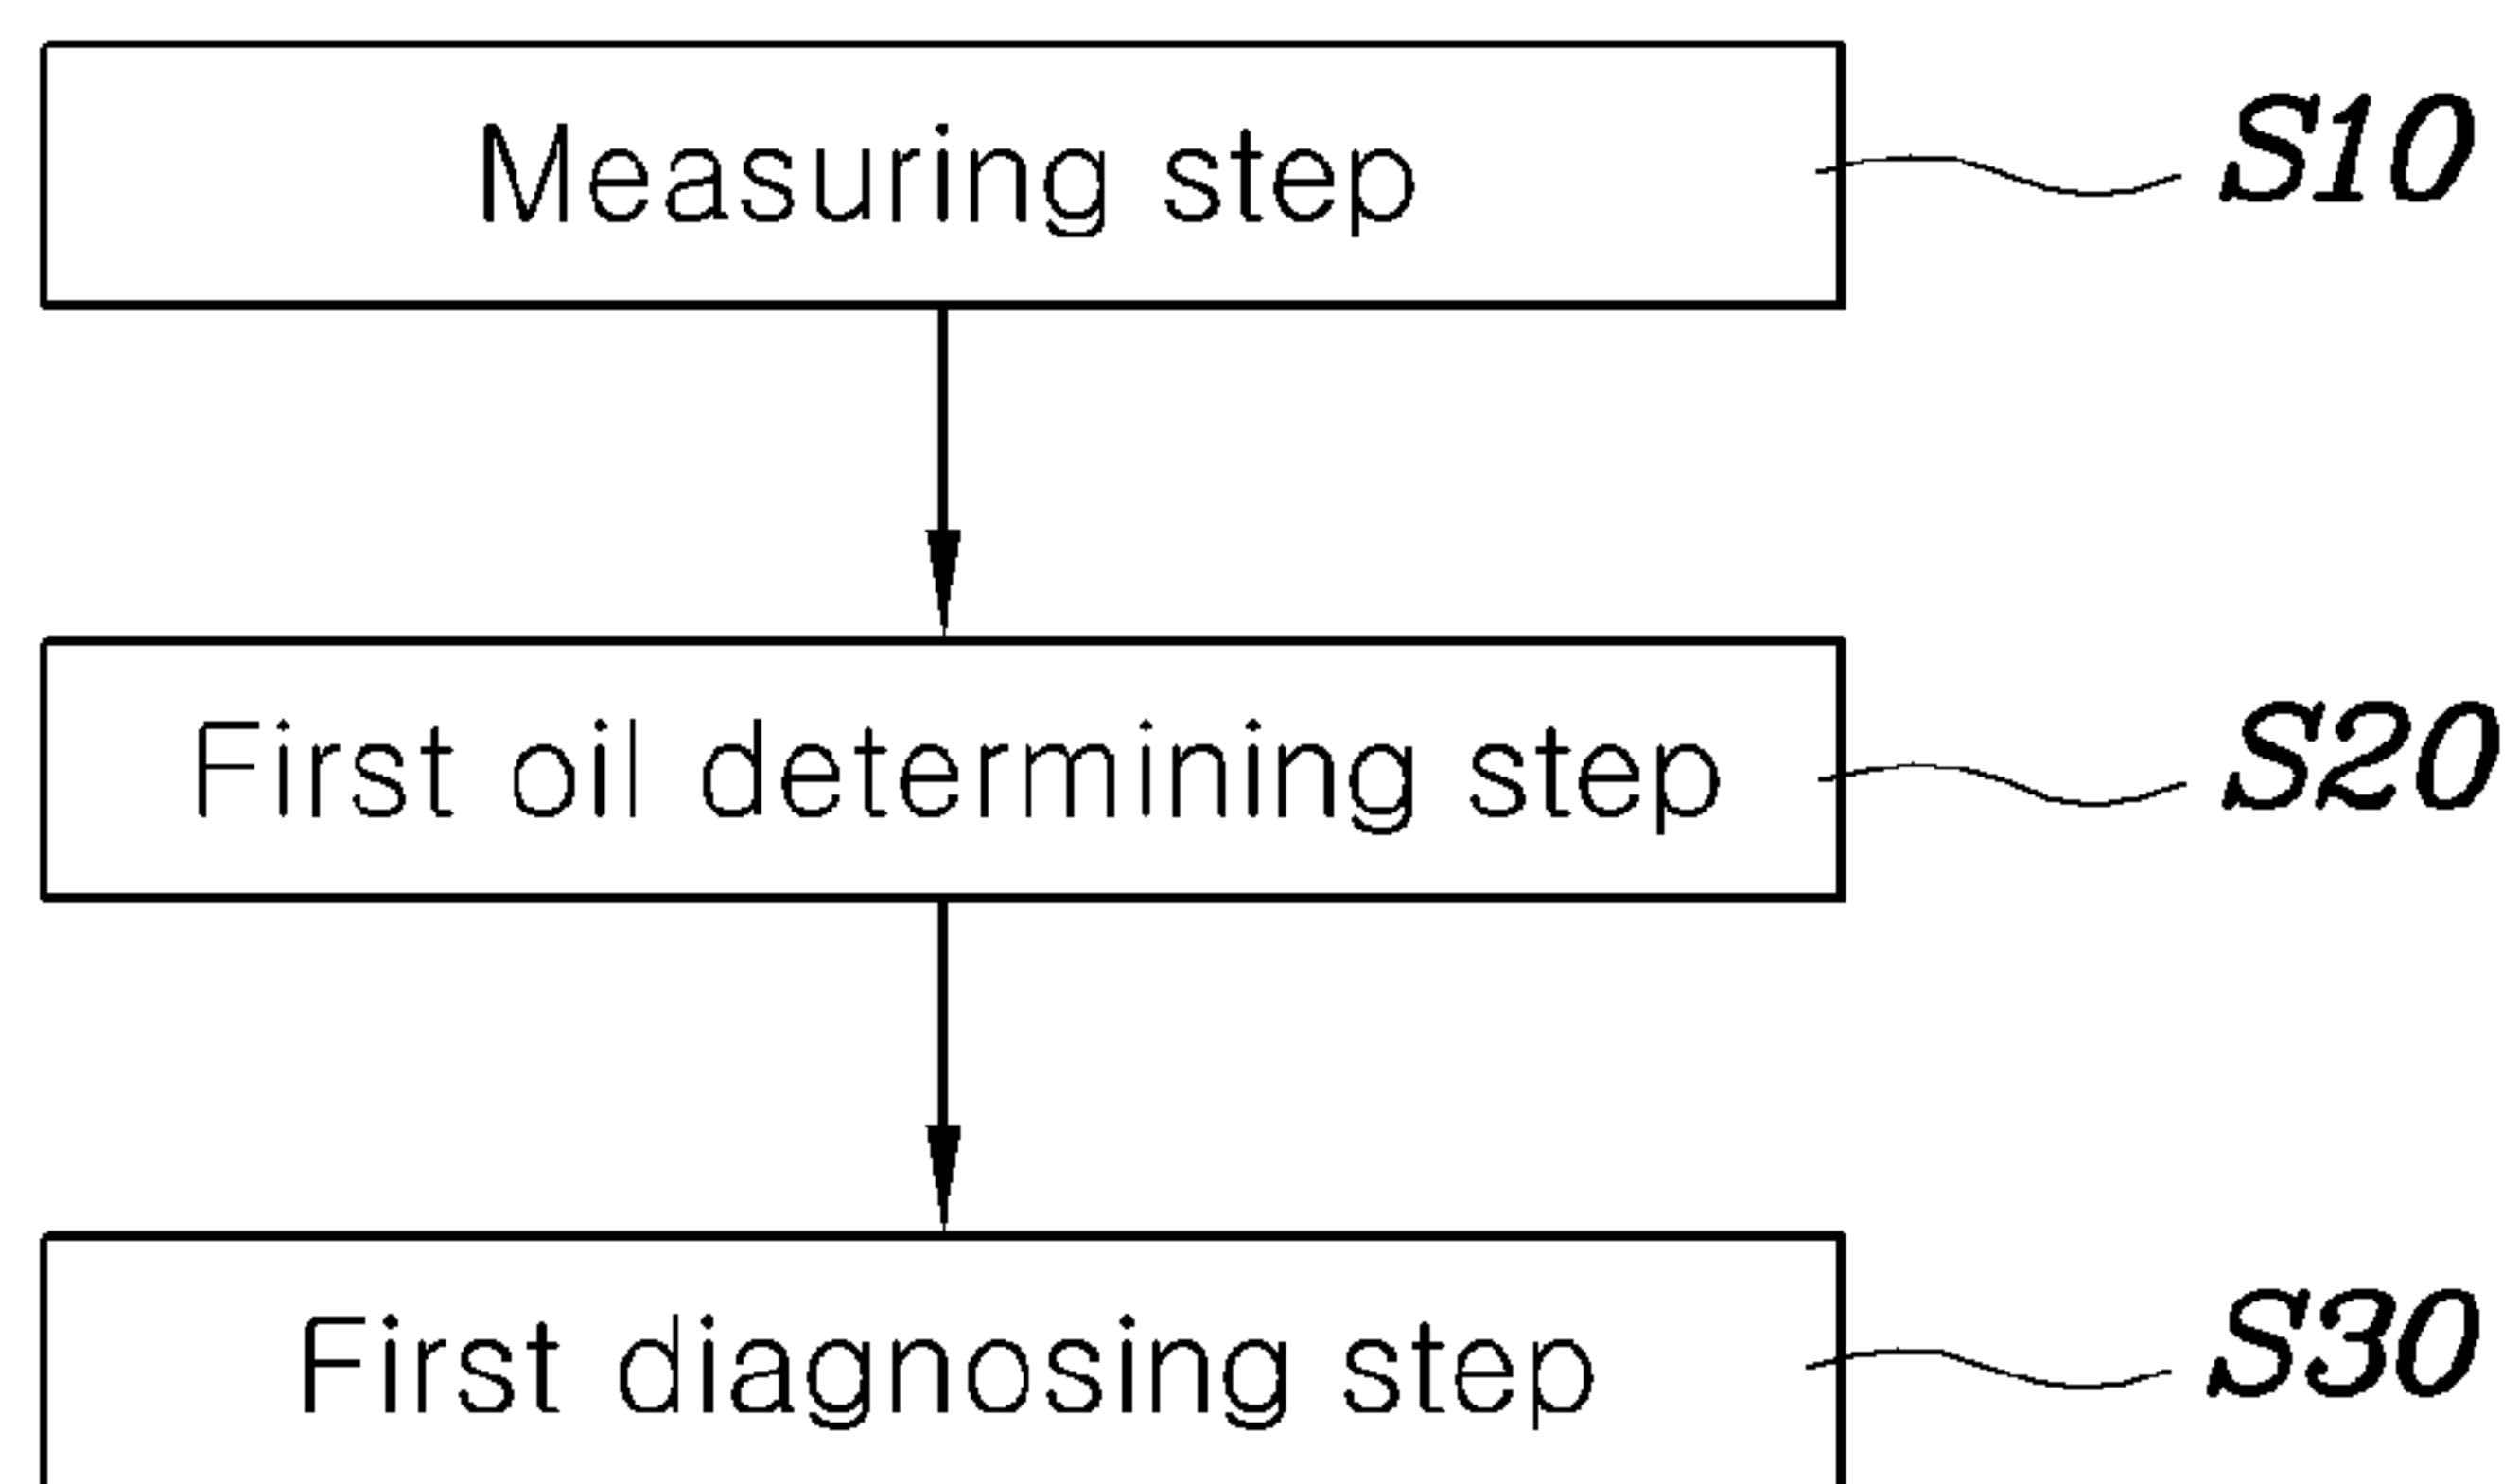 Measuring step S10
First oil determining step S20
First diagnosing step S30